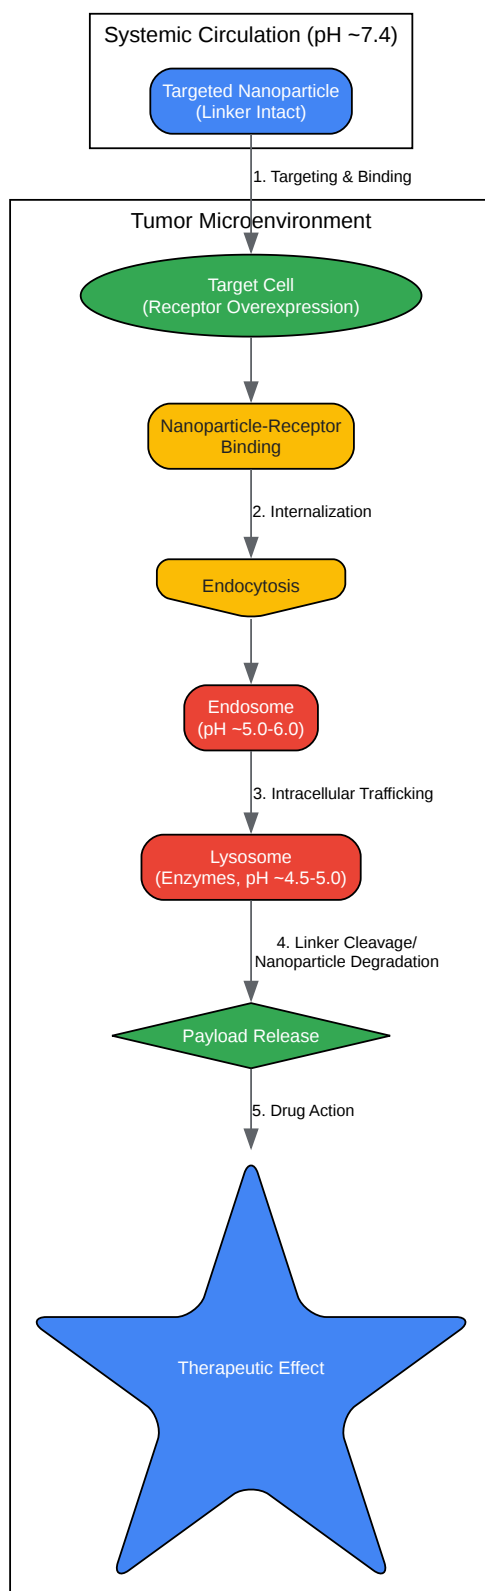 Systemic Circulation (pH ~7.4)
Targeted Nanoparticle
(Linker Intact)
1. Targeting & Binding
Tumor Microenvironment
Target Cell
(Receptor Overexpression)
Nanoparticle-Receptor
Binding
2. Internalization
Endocytosis
Endosome
(pH ~5.0-6.0)
3. Intracellular Trafficking
Lysosome
(Enzymes, pH ~4.5-5.0)
4. Linker Cleavage/
Nanoparticle Degradation
Payload Release
5. Drug Action
Therapeutic Effect